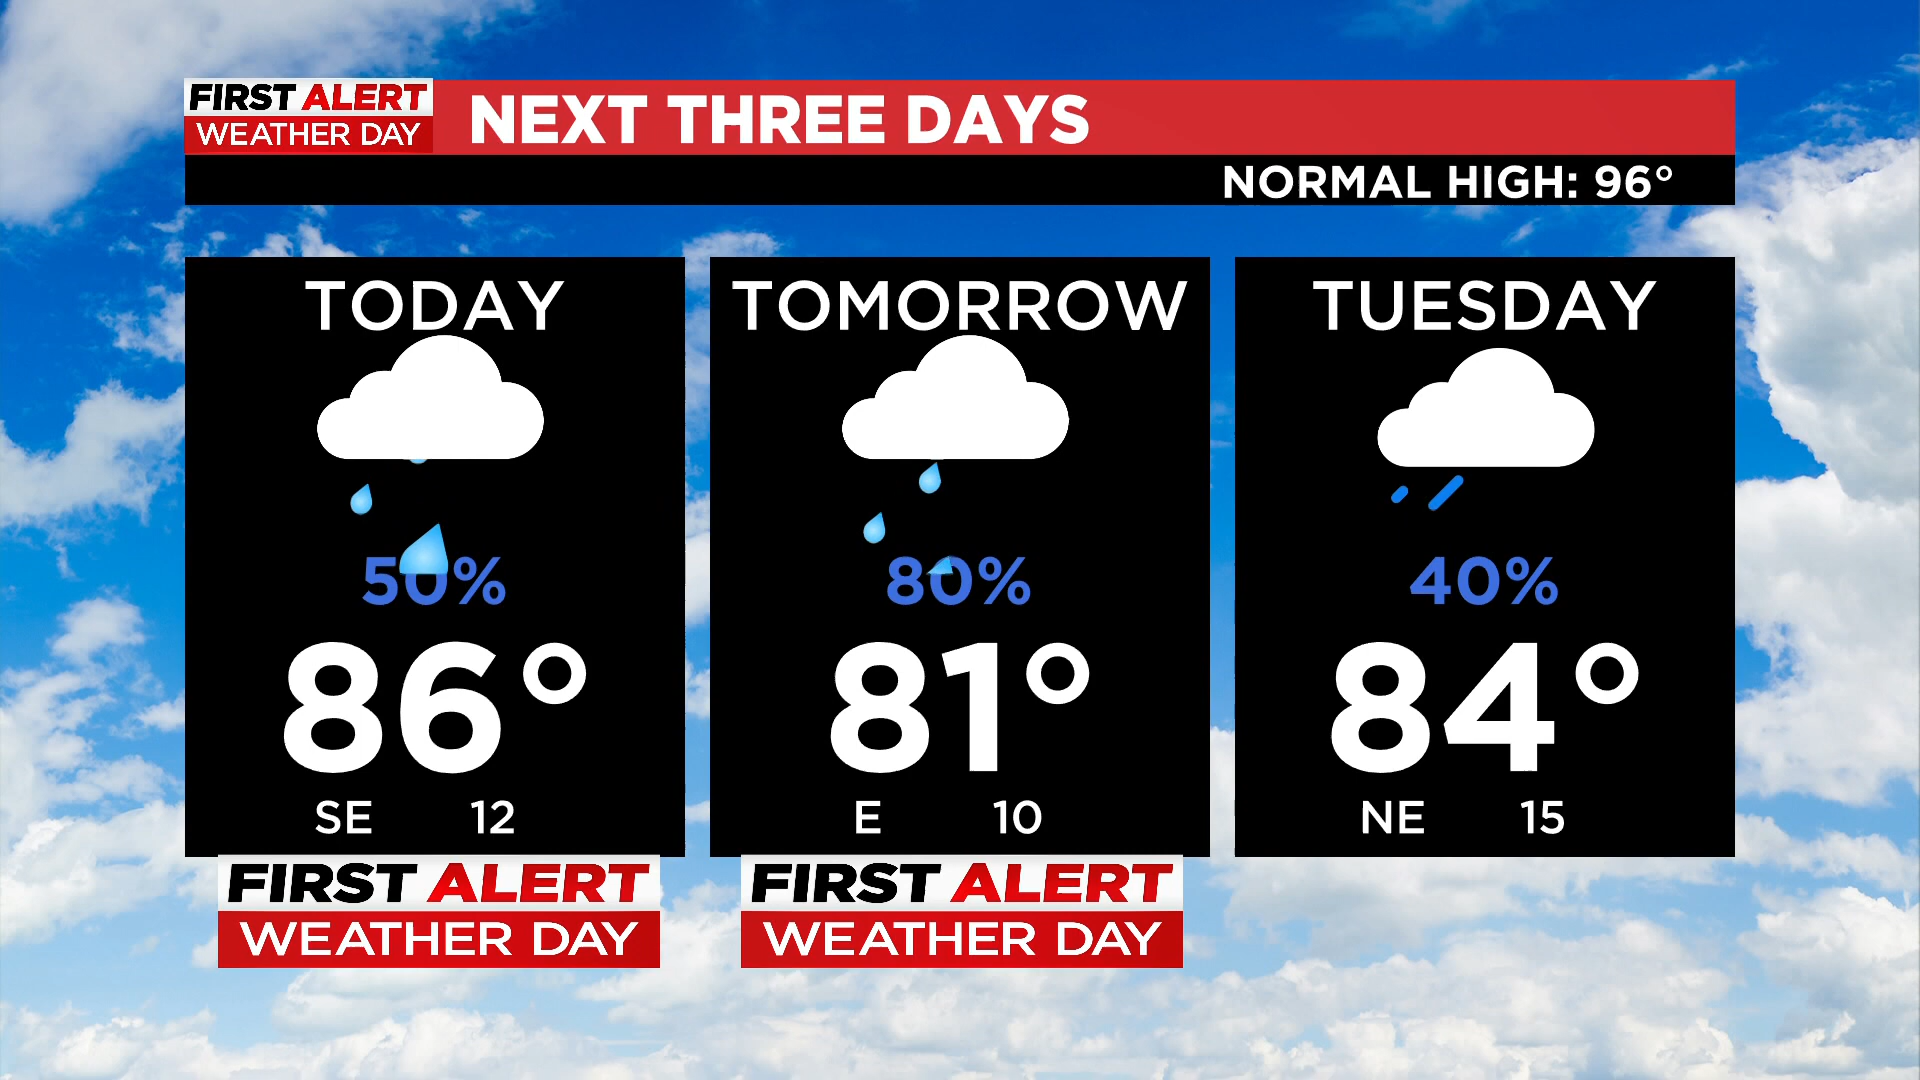 FIRST ALERT
WEATHER DAY
NEXT THREE DAYS
NORMAL HIGH: 96°
TODAY
50%
86°
SE 12
FIRST ALERT
WEATHER DAY
TOMORROW
80%
81°
E 10
FIRST ALERT
WEATHER DAY
TUESDAY
40%
84°
NE 15